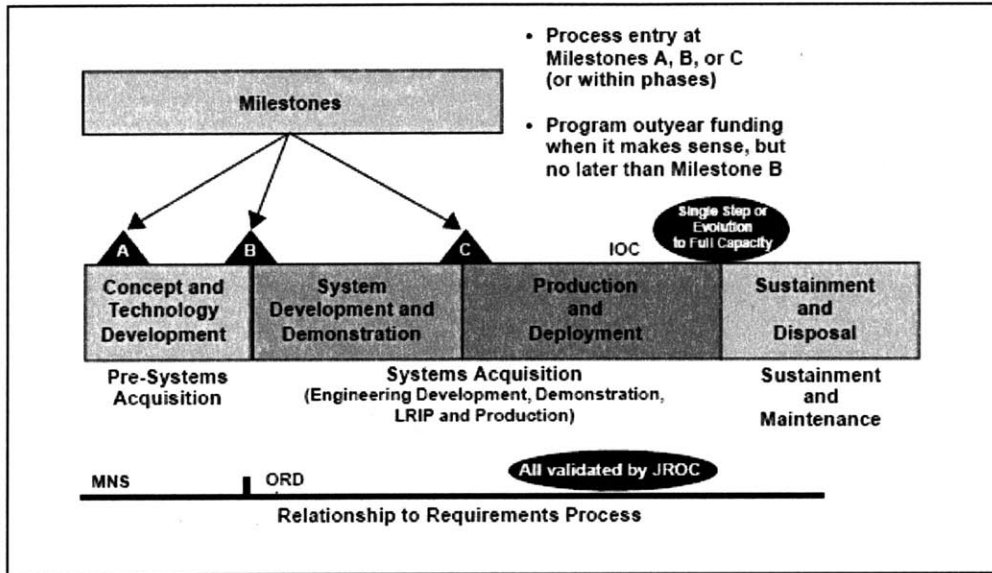 • Process entry at
Milestones A, B, or C
(or within phases)
• Program outyear funding
when it makes sense, but
no later than Milestone B
Milestones
Single Step or
Evolution
to Full Capacity
A
B
C
IOC
Concept and
Technology
Development
System
Development and
Demonstration
Production
and
Deployment
Sustainment
and
Disposal
Pre-Systems
Acquisition
Systems Acquisition
(Engineering Development, Demonstration,
LRIP and Production)
Sustainment
and
Maintenance
MNS
ORD
All validated by JROC
Relationship to Requirements Process